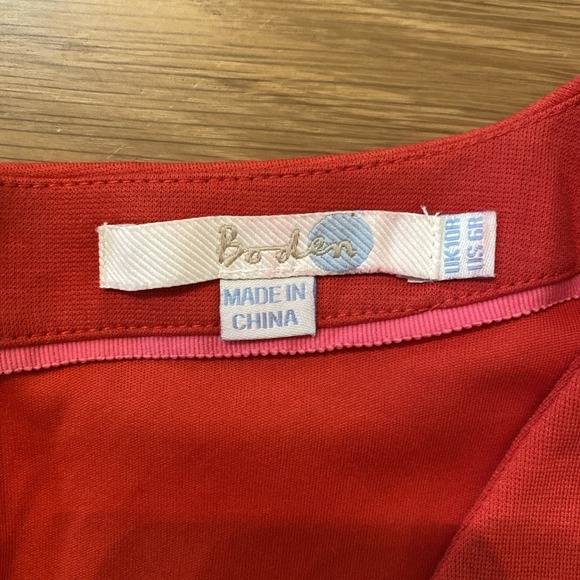 Boden
UK10R
US 6R
MADE IN
CHINA